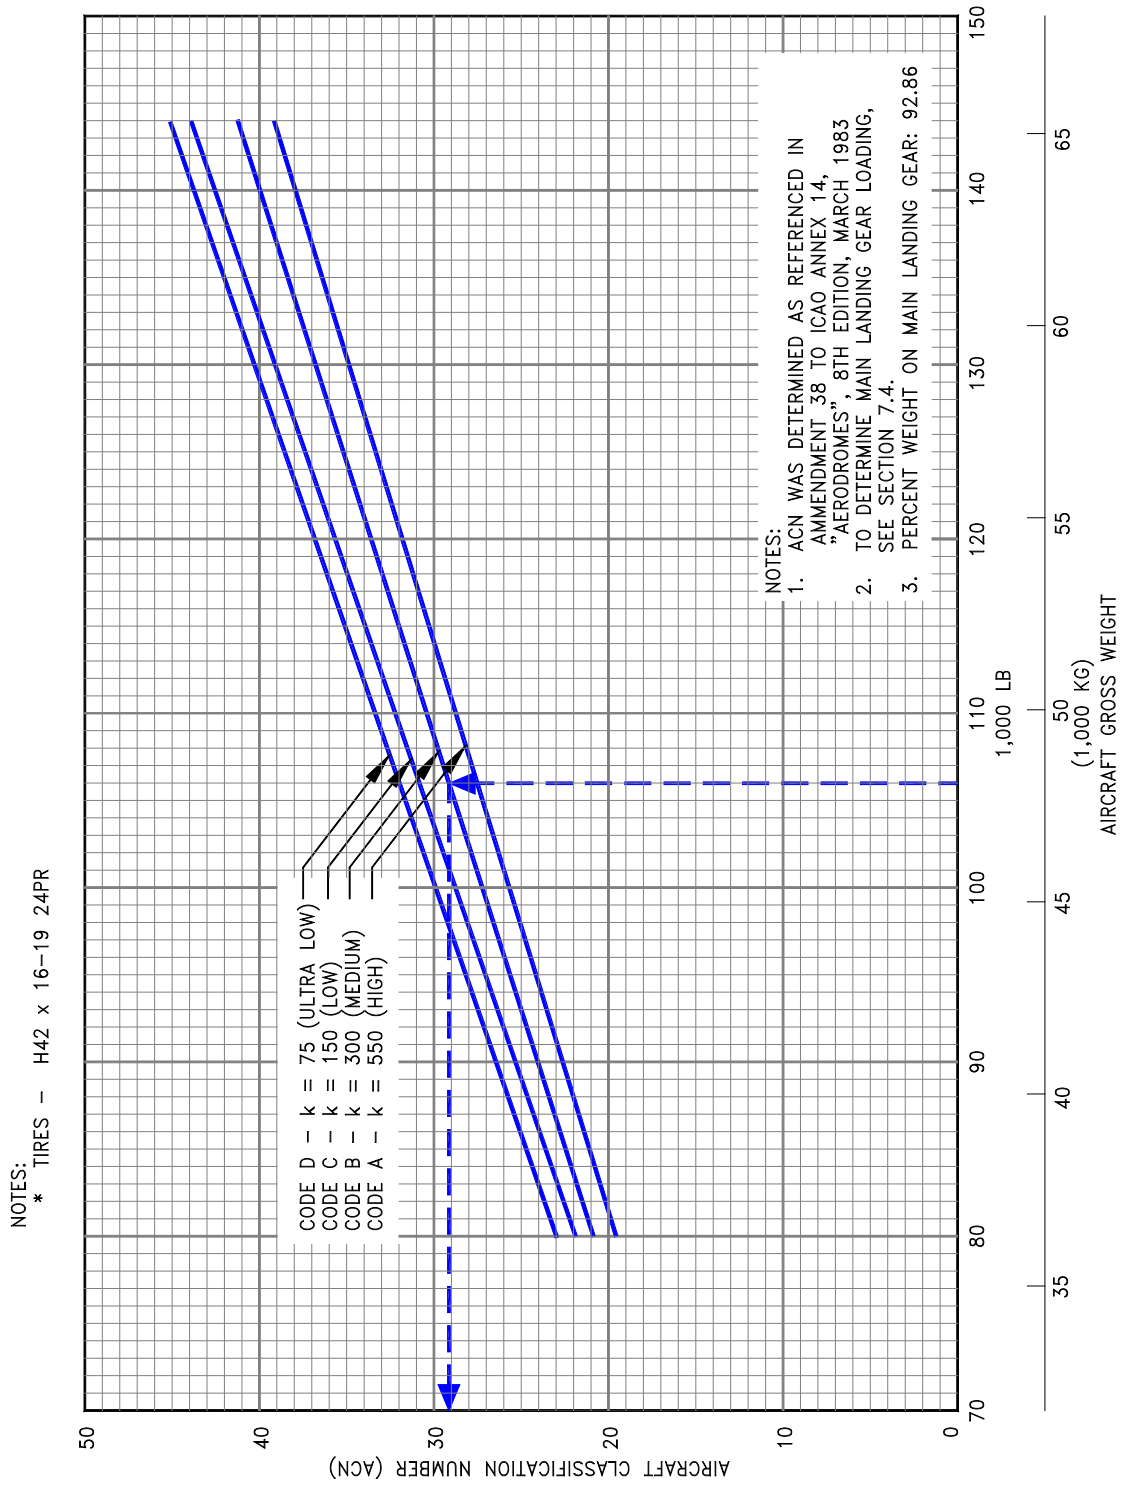 NOTES:
* TIRES – H42 x 16–19 24PR
50
40
30
20
10
0
AIRCRAFT CLASSIFICATION NUMBER (ACN)
CODE D – k = 75 (ULTRA LOW)
CODE C – k = 150 (LOW)
CODE B – k = 300 (MEDIUM)
CODE A – k = 550 (HIGH)
NOTES:
1. ACN WAS DETERMINED AS REFERENCED IN
AMMENDMENT 38 TO ICAO ANNEX 14,
"AERODROMES", 8TH EDITION, MARCH 1983
2. TO DETERMINE MAIN LANDING GEAR LOADING,
SEE SECTION 7.4.
3. PERCENT WEIGHT ON MAIN LANDING GEAR: 92.86
70 80 90 100 110 120 130 140 150
1,000 LB
35 40 45 50 55 60 65
(1,000 KG)
AIRCRAFT GROSS WEIGHT